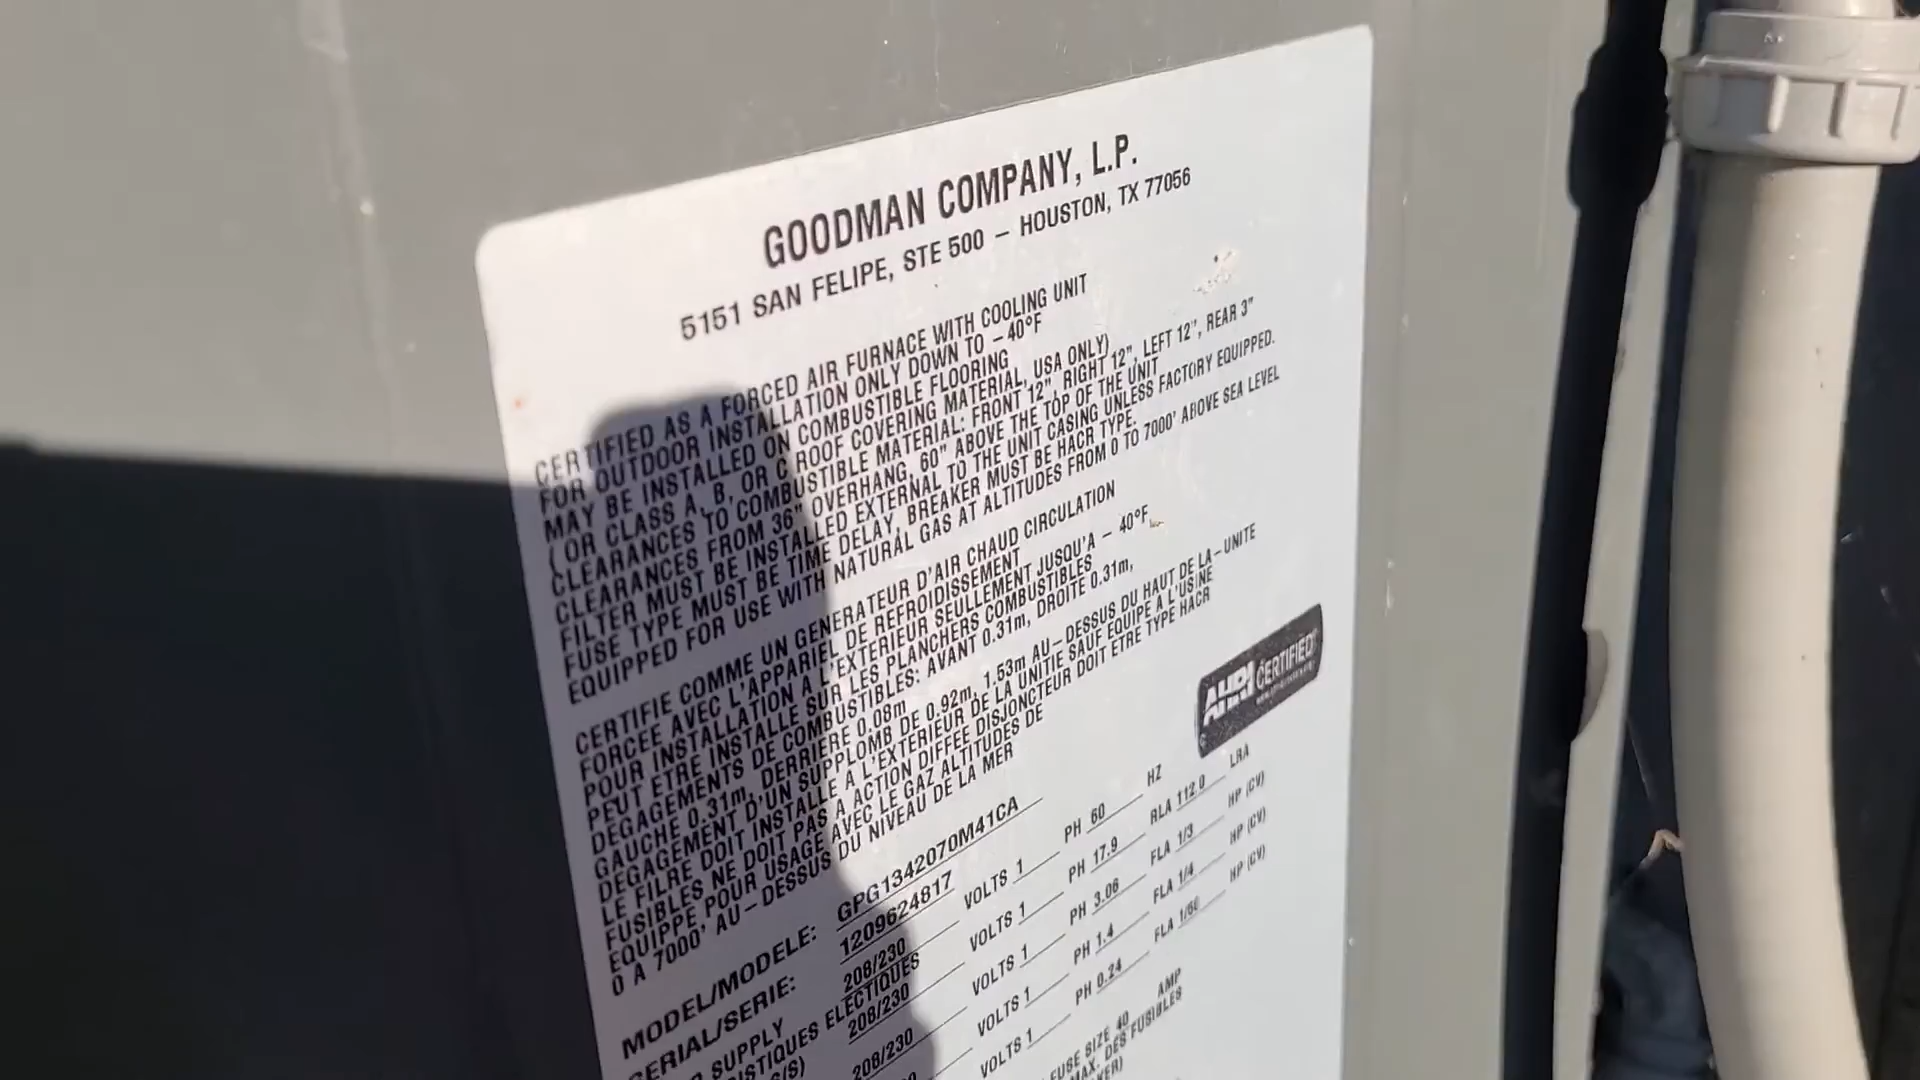 GOODMAN COMPANY, L.P.
5151 SAN FELIPE, STE 500 — HOUSTON, TX 77056
CERTIFIED AS A FORCED AIR FURNACE WITH COOLING UNIT
FOR OUTDOOR INSTALLATION ONLY DOWN TO -40°F
MAY BE INSTALLED ON COMBUSTIBLE FLOORING
(OR CLASS A, B, OR C ROOF COVERING MATERIAL, USA ONLY)
CLEARANCES TO COMBUSTIBLE MATERIAL: FRONT 12", RIGHT 12", LEFT 12", REAR 3"
CLEARANCES FROM 36" OVERHANG, 60" ABOVE THE TOP OF THE UNIT
FILTER MUST BE INSTALLED EXTERNAL TO THE UNIT CASING UNLESS FACTORY EQUIPPED.
FUSE TYPE MUST BE TIME DELAY, BREAKER MUST BE HACR TYPE.
EQUIPPED FOR USE WITH NATURAL GAS AT ALTITUDES FROM 0 TO 7000' ABOVE SEA LEVEL
CERTIFIE COMME UN GENERATEUR D'AIR CHAUD CIRCULATION
FORCEE AVEC L'APPARIEL DE REFROIDISSEMENT
POUR INSTALLATION A L'EXTERIEUR SEULEMENT JUSQU'A - 40°F
PEUT ETRE INSTALLE SUR LES PLANCHERS COMBUSTIBLES
DEGAGEMENTS DE COMBUSTIBLES: AVANT 0.31m, DROITE 0.31m,
GAUCHE 0.31m, DERRIERE 0.08m
DEGAGEMENT D'UN SUPPLOMB DE 0.92m, 1.53m AU-DESSUS DU HAUT DE LA-UNITE
LE FILRE DOIT INSTALLE A L'EXTERIEUR DE LA UNITIE SAUF EQUIPE A L'USINE
FUSIBLES NE DOIT PAS A ACTION DIFFEE DISJONCTEUR DOIT ETRE TYPE HACR
EQUIPPE POUR USAGE AVEC LE GAZ ALTITUDES DE
0 A 7000' AU-DESSUS DU NIVEAU DE LA MER
AHRI CERTIFIED
MODEL/MODELE: GPG1342070M41CA
SERIAL/SERIE: 1209624817
SUPPLY 208/230 VOLTS 1 PH 60 HZ
ISTIQUES ELECTIQUES
208/230 VOLTS 1 PH 17.9 RLA 112.0 LRA
208/230 VOLTS 1 PH 3.06 FLA 1/3 HP (CV)
VOLTS 1 PH 1.4 FLA 1/4 HP (CV)
VOLTS 1 PH 0.24 FLA 1/60 HP (CV)
FUSE SIZE 40 AMP
MAX. DES FUSIBLES